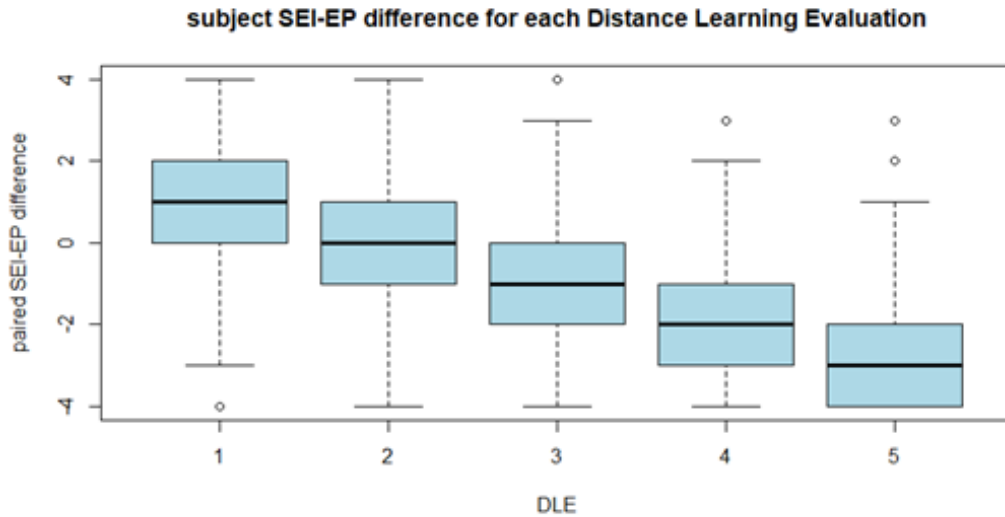 subject SEI-EP difference for each Distance Learning Evaluation
paired SEI-EP difference
4
2
0
-2
-4
1 2 3 4 5
DLE